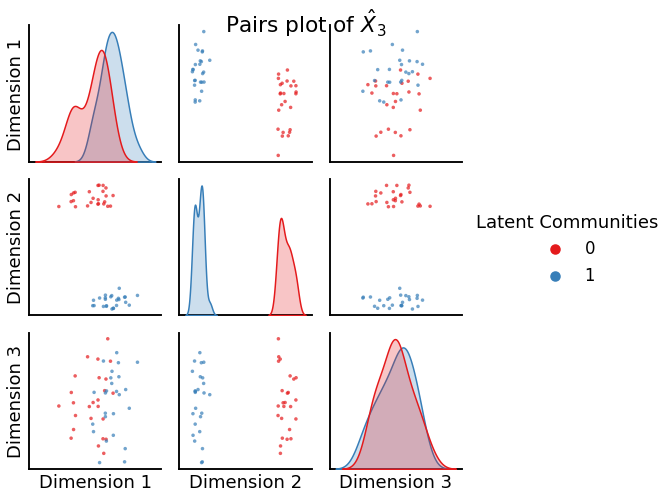 Pairs plot of X̂₃
Dimension 1
Dimension 2
Dimension 3
Latent Communities
0
1
Dimension 1
Dimension 2
Dimension 3